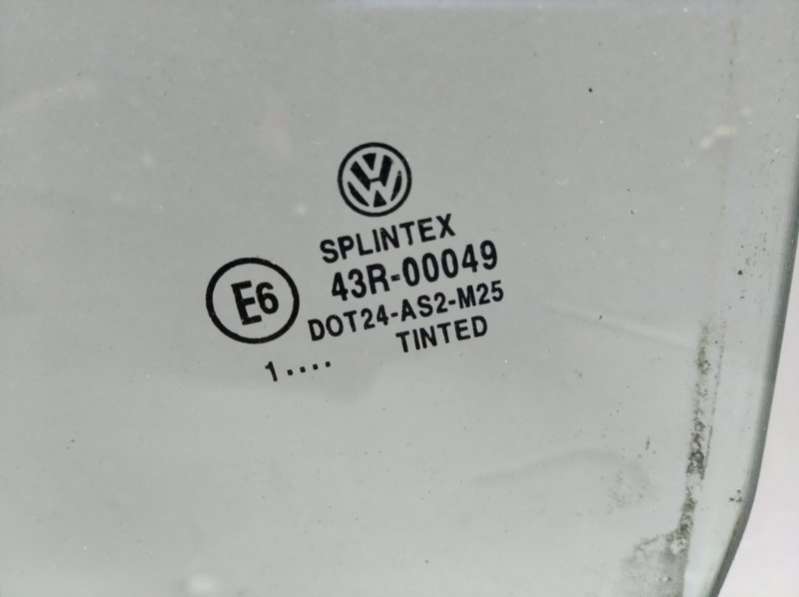 SPLINTEX
43R-00049
E6
DOT24-AS2-M25
TINTED
1....